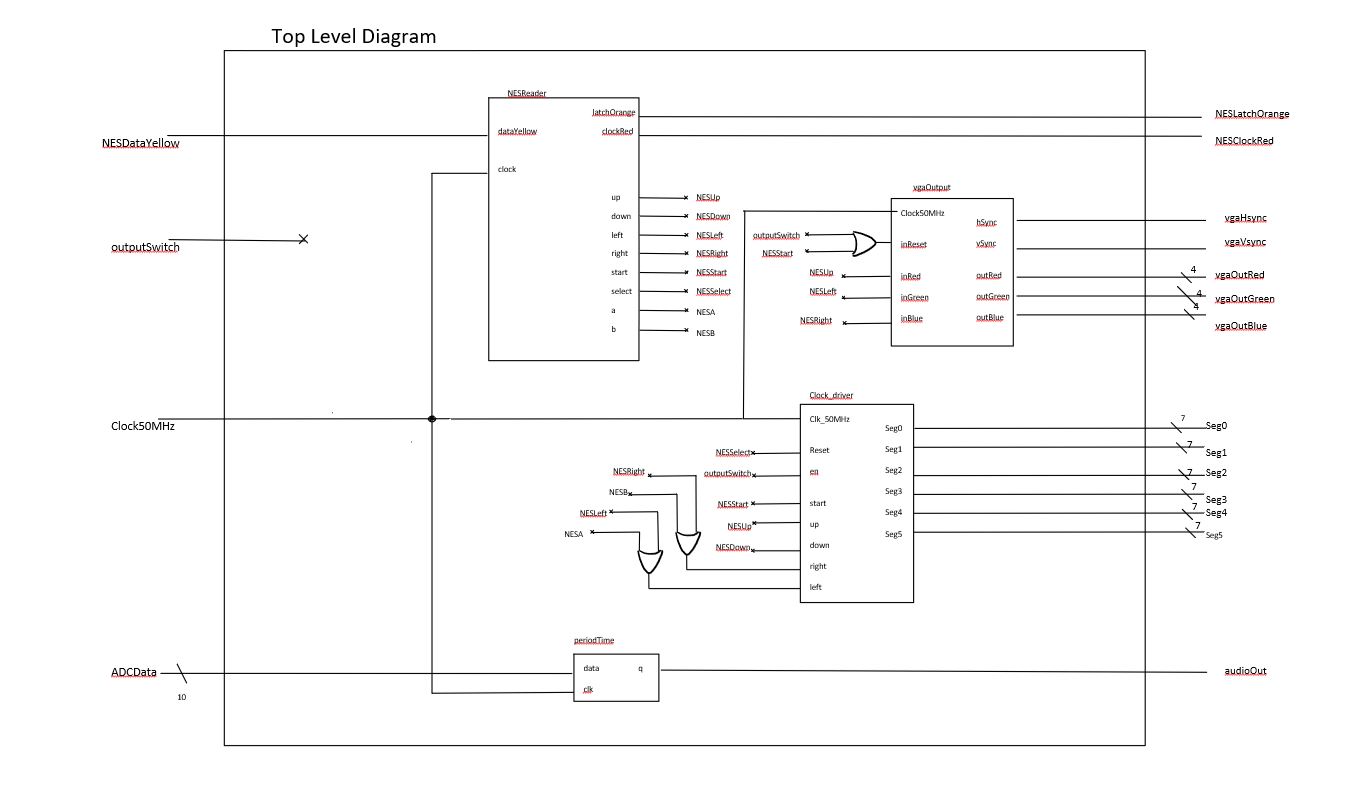 Top Level Diagram
NESReader
latchOrange
dataYellow
clockRed
clock
up
down
left
right
start
select
a
b
NESUp
NESDown
NESLeft
NESRight
NESStart
NESSelect
NESA
NESB
NESDataYellow
outputSwitch
Clock50MHz
ADCData
10
NESLatchOrange
NESClockRed
vgaOutput
Clock50MHz
hSync
inReset
vSync
inRed
outRed
inGreen
outGreen
inBlue
outBlue
outputSwitch
NESStart
NESUp
NESLeft
NESRight
vgaHsync
vgaVsync
4
vgaOutRed
4
vgaOutGreen
4
vgaOutBlue
Clock_driver
Clk_50MHz
Reset
en
start
up
down
right
left
Seg0
Seg1
Seg2
Seg3
Seg4
Seg5
NESSelect
outputSwitch
NESStart
NESUp
NESDown
NESRight
NESB
NESLeft
NESA
7
Seg0
7
Seg1
7
Seg2
7
Seg3
7
Seg4
7
Seg5
periodTime
data
q
clk
audioOut